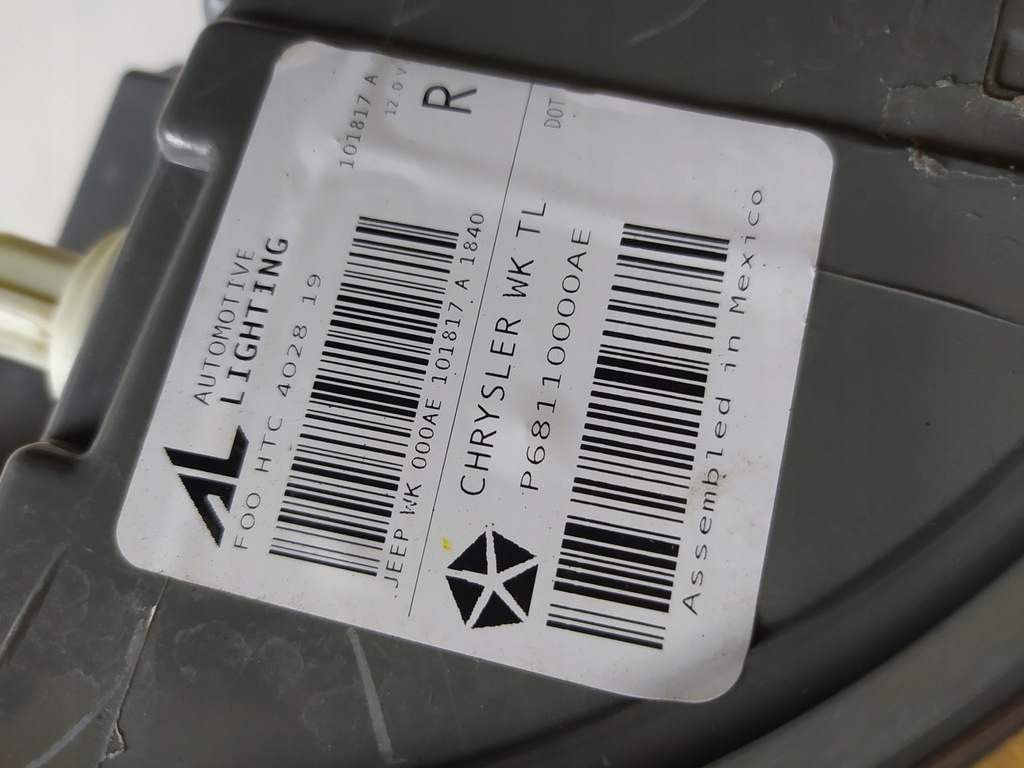 AUTOMOTIVE
LIGHTING
101817 A
12.0 V
R
FOO HTC 4028 19
JEEP WK 000AE 101817 A 1840
DOT
CHRYSLER WK TL
P68110000AE
Assembled in Mexico